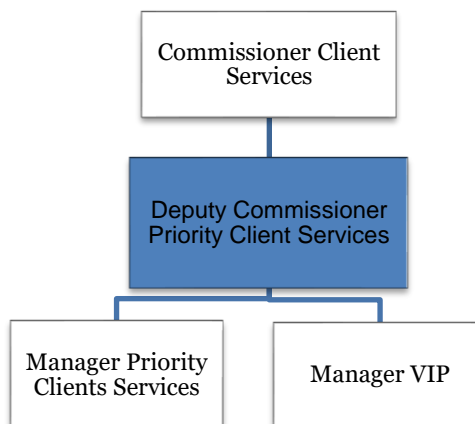 Commissioner Client
Services
Deputy Commissioner
Priority Client Services
Manager Priority
Clients Services
Manager VIP